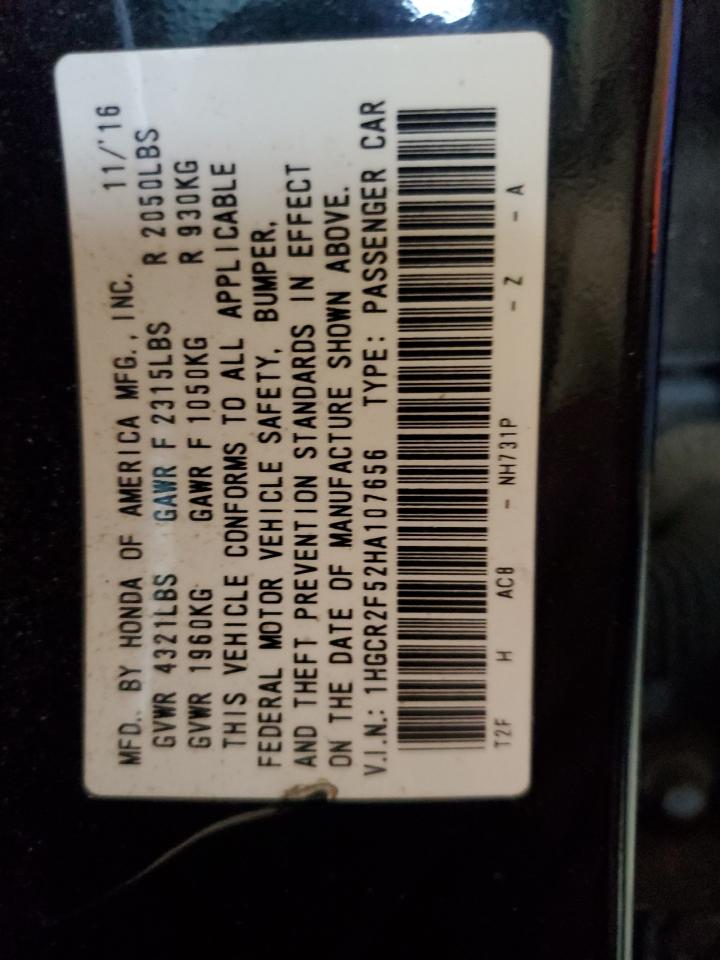 MFD. BY HONDA OF AMERICA MFG., INC. 11/'16
GVWR 4321LBS GAWR F 2315LBS R 2050LBS
GVWR 1960KG GAWR F 1050KG R 930KG
THIS VEHICLE CONFORMS TO ALL APPLICABLE
FEDERAL MOTOR VEHICLE SAFETY, BUMPER,
AND THEFT PREVENTION STANDARDS IN EFFECT
ON THE DATE OF MANUFACTURE SHOWN ABOVE.
V.I.N.: 1HGCR2F52HA107656 TYPE: PASSENGER CAR
T2F H AC8 - NH731P - Z - A